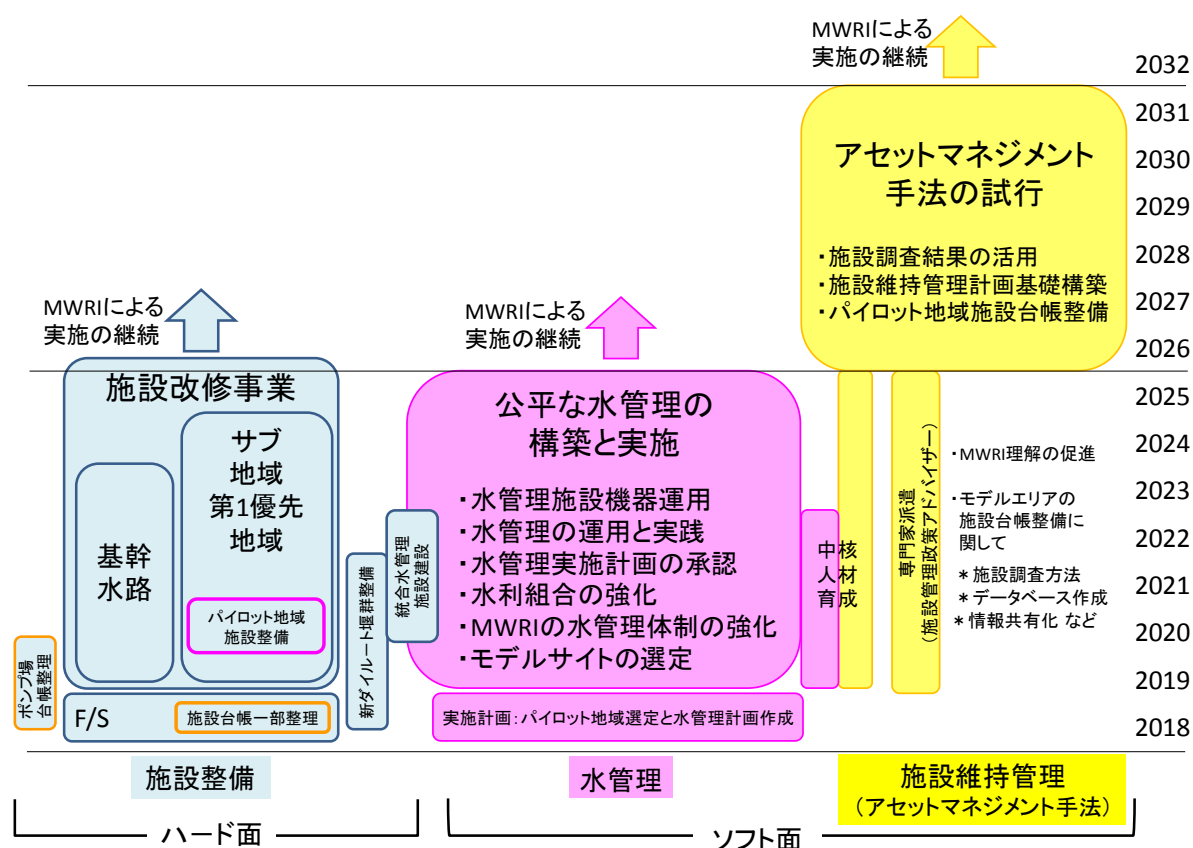 MWRIによる
実施の継続
2032
2031
2030
2029
2028
2027
2026
2025
2024
2023
2022
2021
2020
2019
2018
アセットマネジメント
手法の試行
・施設調査結果の活用
・施設維持管理計画基礎構築
・パイロット地域施設台帳整備
MWRIによる
実施の継続
施設改修事業
サブ
地域
第1優先
地域
基幹
水路
パイロット地域
施設整備
ポンプ場
台帳整理
F/S
施設台帳一部整理
新ダイルート堰群整備
統合水管理
施設建設
MWRIによる
実施の継続
公平な水管理の
構築と実施
・水管理施設機器運用
・水管理の運用と実践
・水管理実施計画の承認
・水利組合の強化
・MWRIの水管理体制の強化
・モデルサイトの選定
実施計画：パイロット地域選定と水管理計画作成
中核
人材
育成
専門家派遣
（施設管理政策アドバイザー）
・MWRI理解の促進
・モデルエリアの
施設台帳整備に
関して
＊施設調査方法
＊データベース作成
＊情報共有化 など
施設整備
水管理
施設維持管理
（アセットマネジメント手法）
ハード面
ソフト面